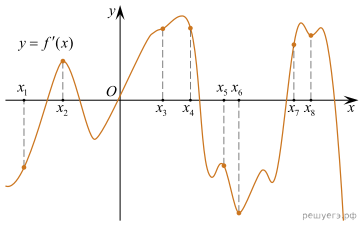 y
y = f′(x)
x₁
x₂
O
x₃
x₄
x₅
x₆
x₇
x₈
x
решуегэ.рф